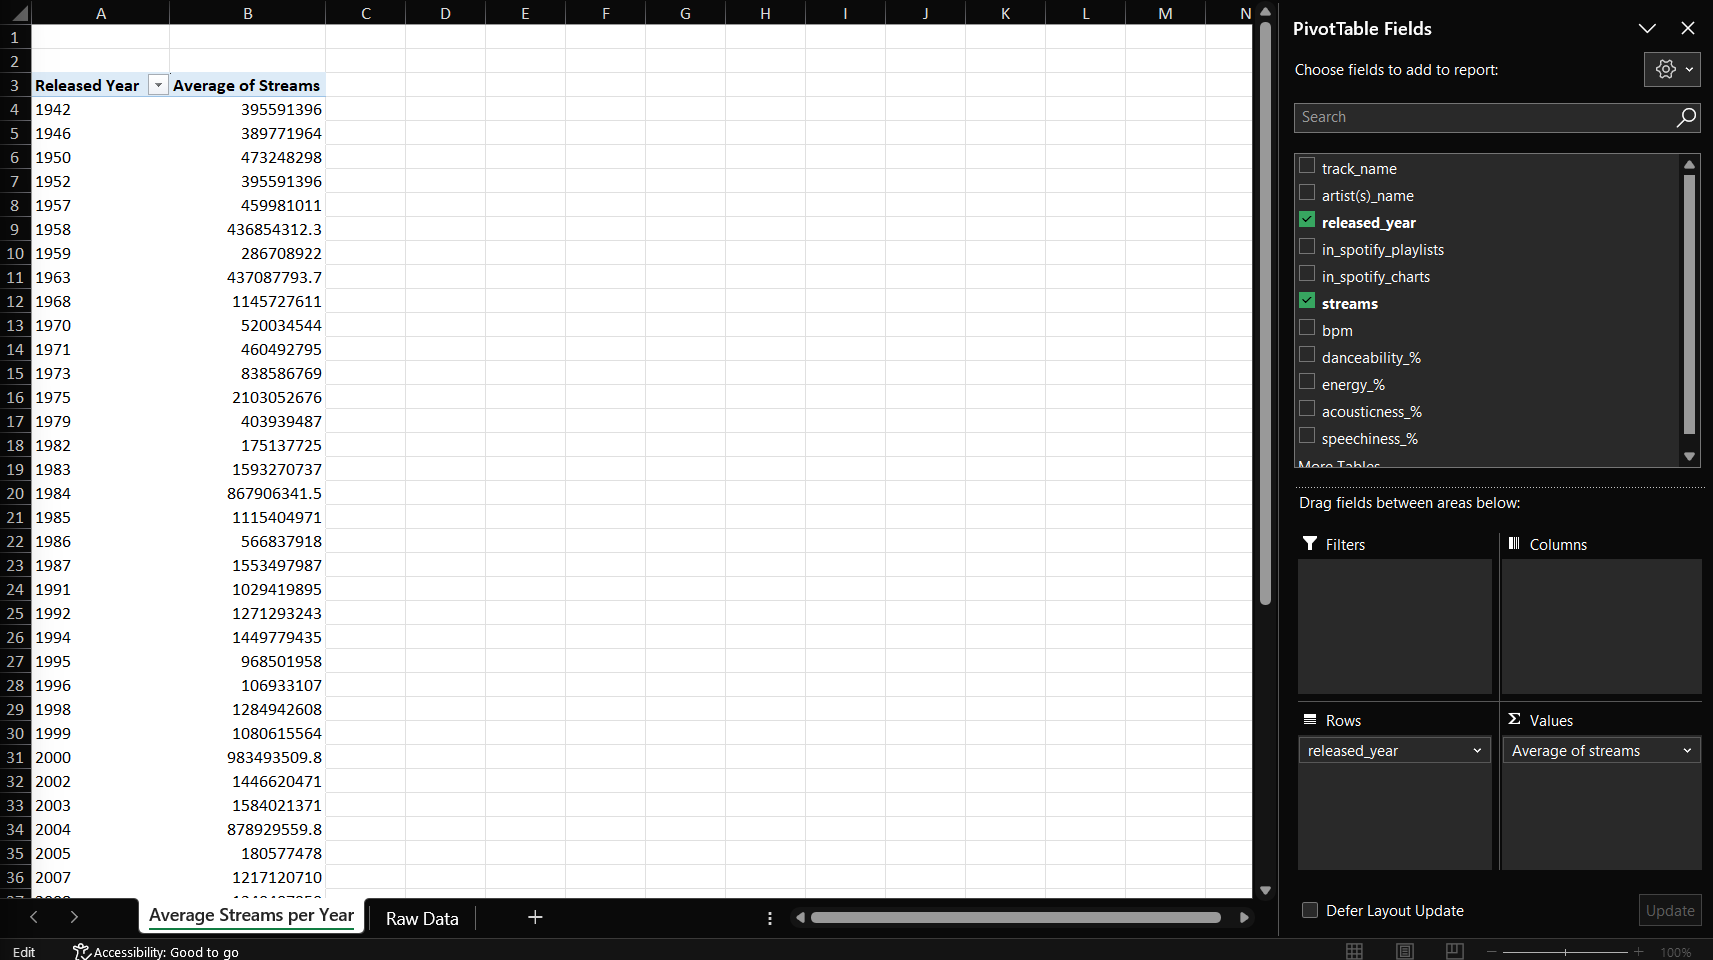 A B C D E F G H I J K L M N
1
2
3 Released Year Average of Streams
4 1942 395591396
5 1946 389771964
6 1950 473248298
7 1952 395591396
8 1957 459981011
9 1958 436854312.3
10 1959 286708922
11 1963 437087793.7
12 1968 1145727611
13 1970 520034544
14 1971 460492795
15 1973 838586769
16 1975 2103052676
17 1979 403939487
18 1982 175137725
19 1983 1593270737
20 1984 867906341.5
21 1985 1115404971
22 1986 566837918
23 1987 1553497987
24 1991 1029419895
25 1992 1271293243
26 1994 1449779435
27 1995 968501958
28 1996 106933107
29 1998 1284942608
30 1999 1080615564
31 2000 983493509.8
32 2002 1446620471
33 2003 1584021371
34 2004 878929559.8
35 2005 180577478
36 2007 1217120710
Average Streams per Year Raw Data
Edit Accessibility: Good to go
PivotTable Fields
Choose fields to add to report:
Search
track_name
artist(s)_name
released_year
in_spotify_playlists
in_spotify_charts
streams
bpm
danceability_%
energy_%
acousticness_%
speechiness_%
More Tables
Drag fields between areas below:
Filters
Columns
Rows
released_year
Σ Values
Average of streams
Defer Layout Update
Update
100%